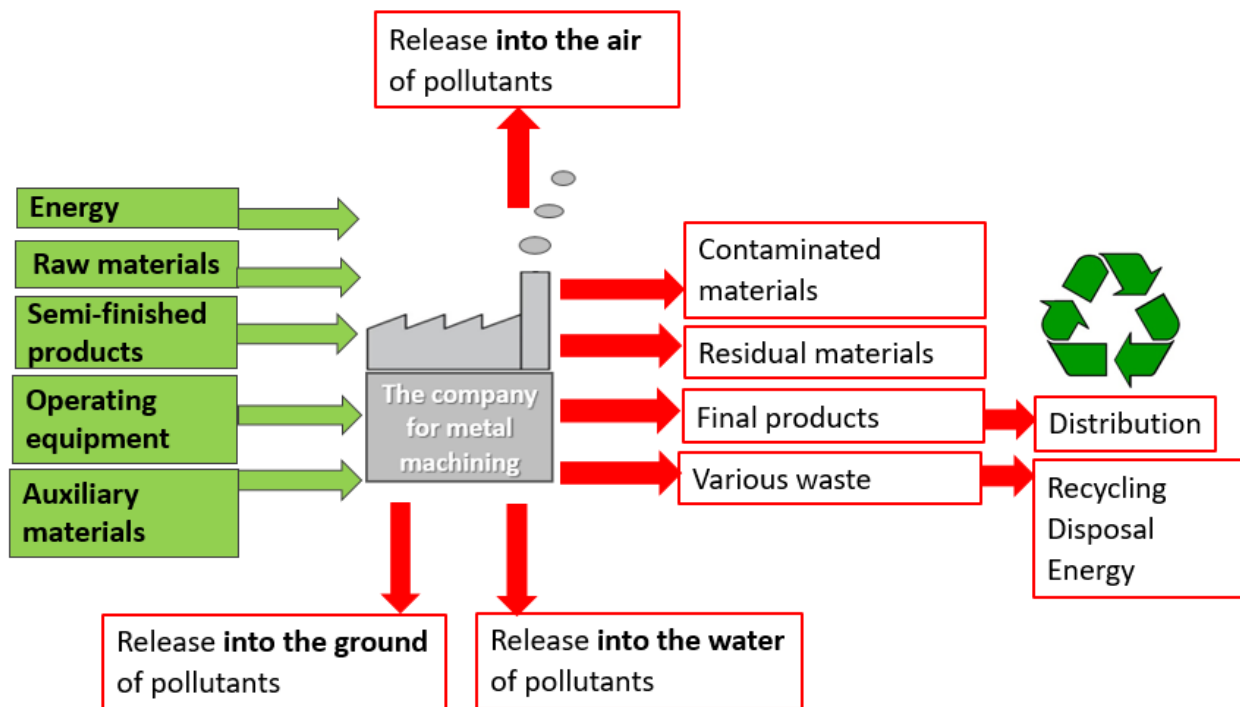 Release into the air
of pollutants
Energy
Raw materials
Semi-finished
products
Operating
equipment
Auxiliary
materials
The company
for metal
machining
Contaminated
materials
Residual materials
Final products
Various waste
Distribution
Recycling
Disposal
Energy
Release into the ground
of pollutants
Release into the water
of pollutants